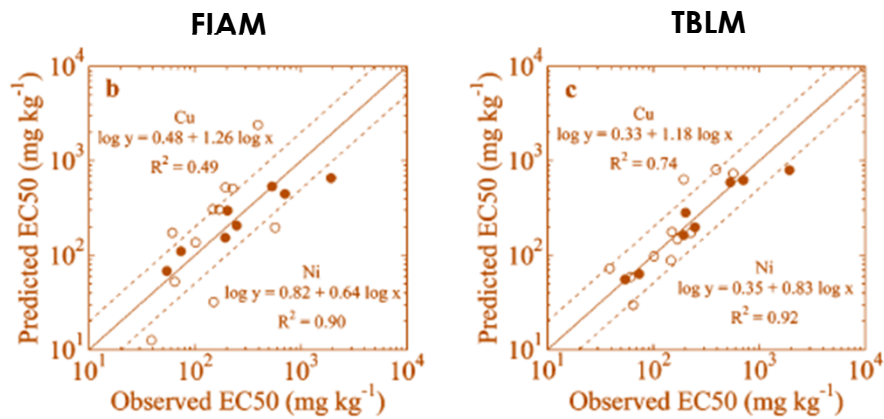 FIAM
TBLM
Predicted EC50 (mg kg⁻¹)
10⁴
10³
10²
10¹
b
Cu
log y = 0.48 + 1.26 log x
R² = 0.49
Ni
log y = 0.82 + 0.64 log x
R² = 0.90
10¹ 10² 10³ 10⁴
Observed EC50 (mg kg⁻¹)
Predicted EC50 (mg kg⁻¹)
10⁴
10³
10²
10¹
c
Cu
log y = 0.33 + 1.18 log x
R² = 0.74
Ni
log y = 0.35 + 0.83 log x
R² = 0.92
10¹ 10² 10³ 10⁴
Observed EC50 (mg kg⁻¹)